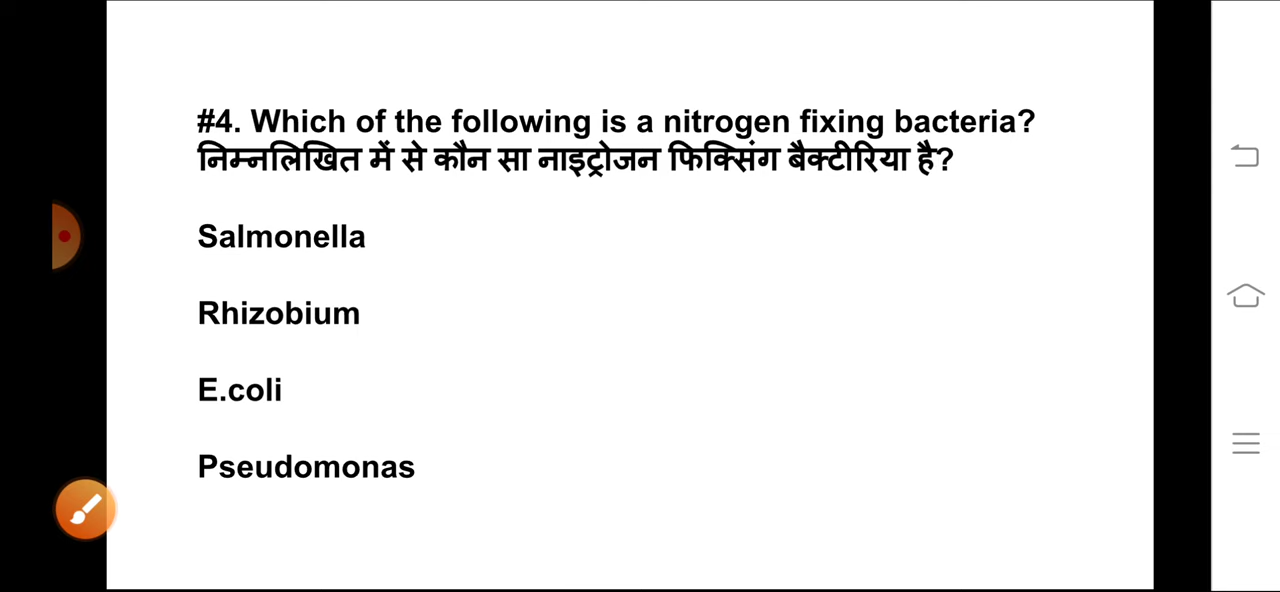 #4. Which of the following is a nitrogen fixing bacteria?
निम्नलिखित में से कौन सा नाइट्रोजन फिक्सिंग बैक्टीरिया है?
Salmonella
Rhizobium
E.coli
Pseudomonas